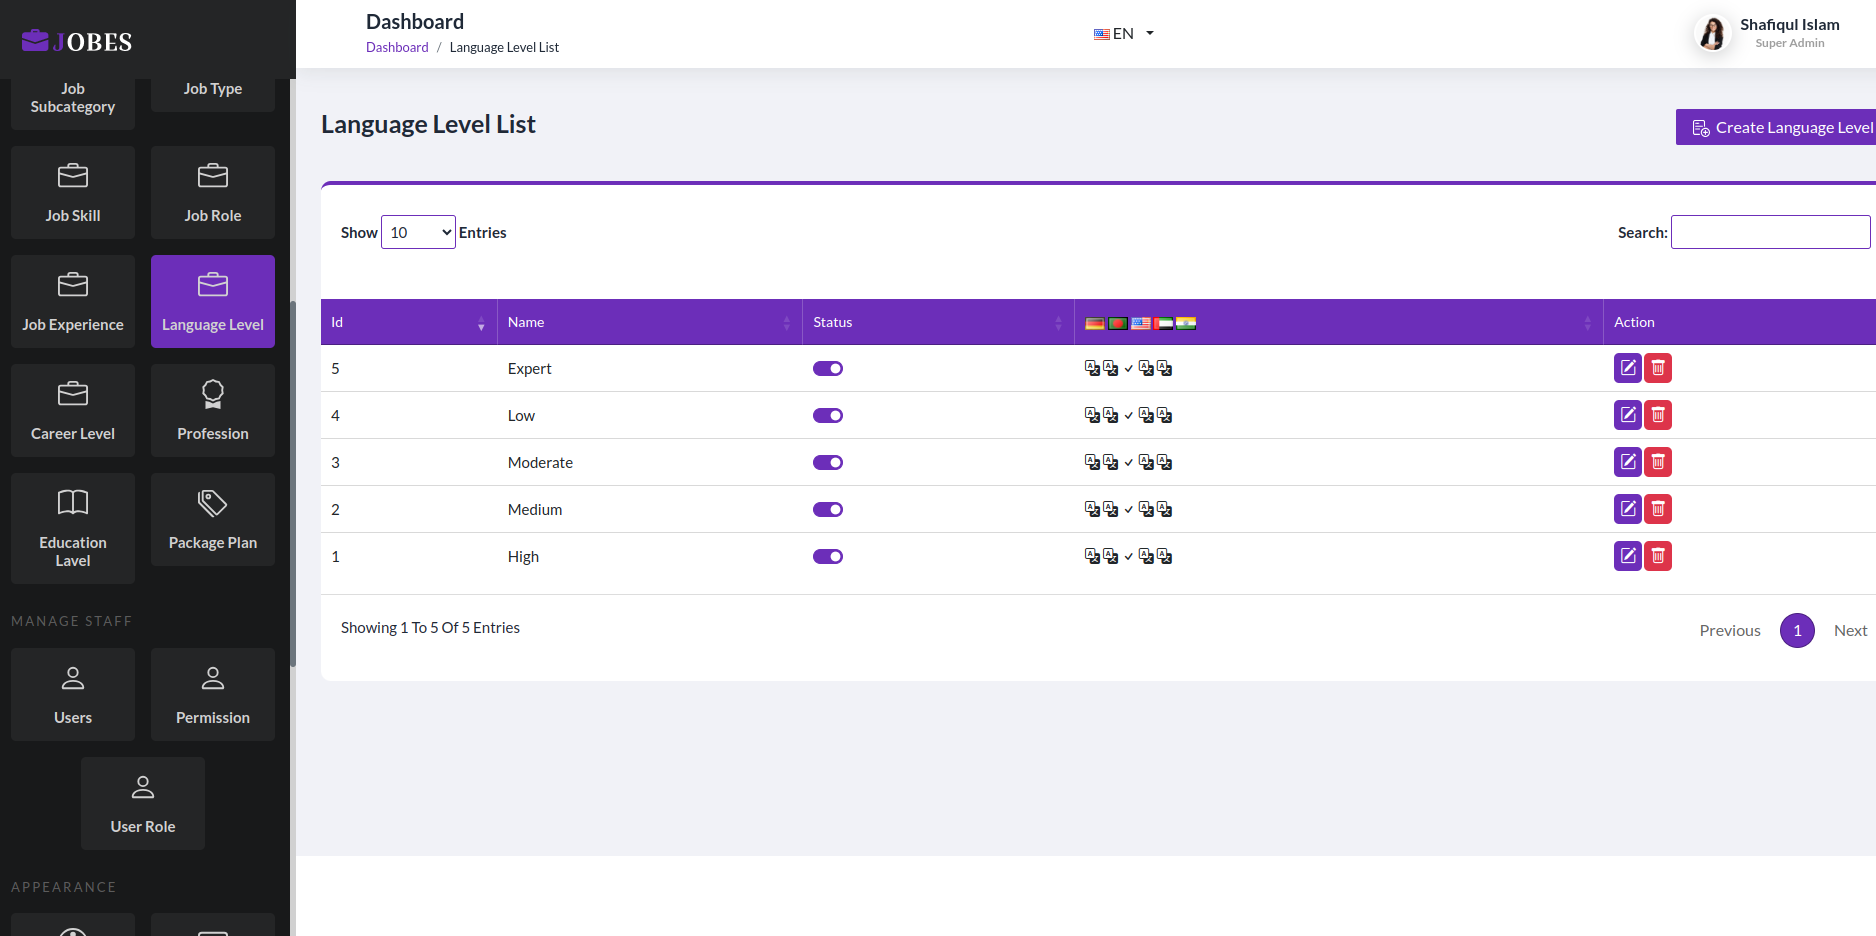 JOBES
Job
Subcategory
Job Type
Job Skill
Job Role
Job Experience
Language Level
Career Level
Profession
Education
Lavel
Package Plan
MANAGE STAFF
Users
Permission
User Role
APPEARANCE
Dashboard
Dashboard / Language Level List
EN
Shafiqul Islam
Super Admin
Language Level List
Create Language Level
Show 10 Entries
Search:
Id Name Status Action
5 Expert
4 Low
3 Moderate
2 Medium
1 High
Showing 1 To 5 Of 5 Entries
Previous 1 Next